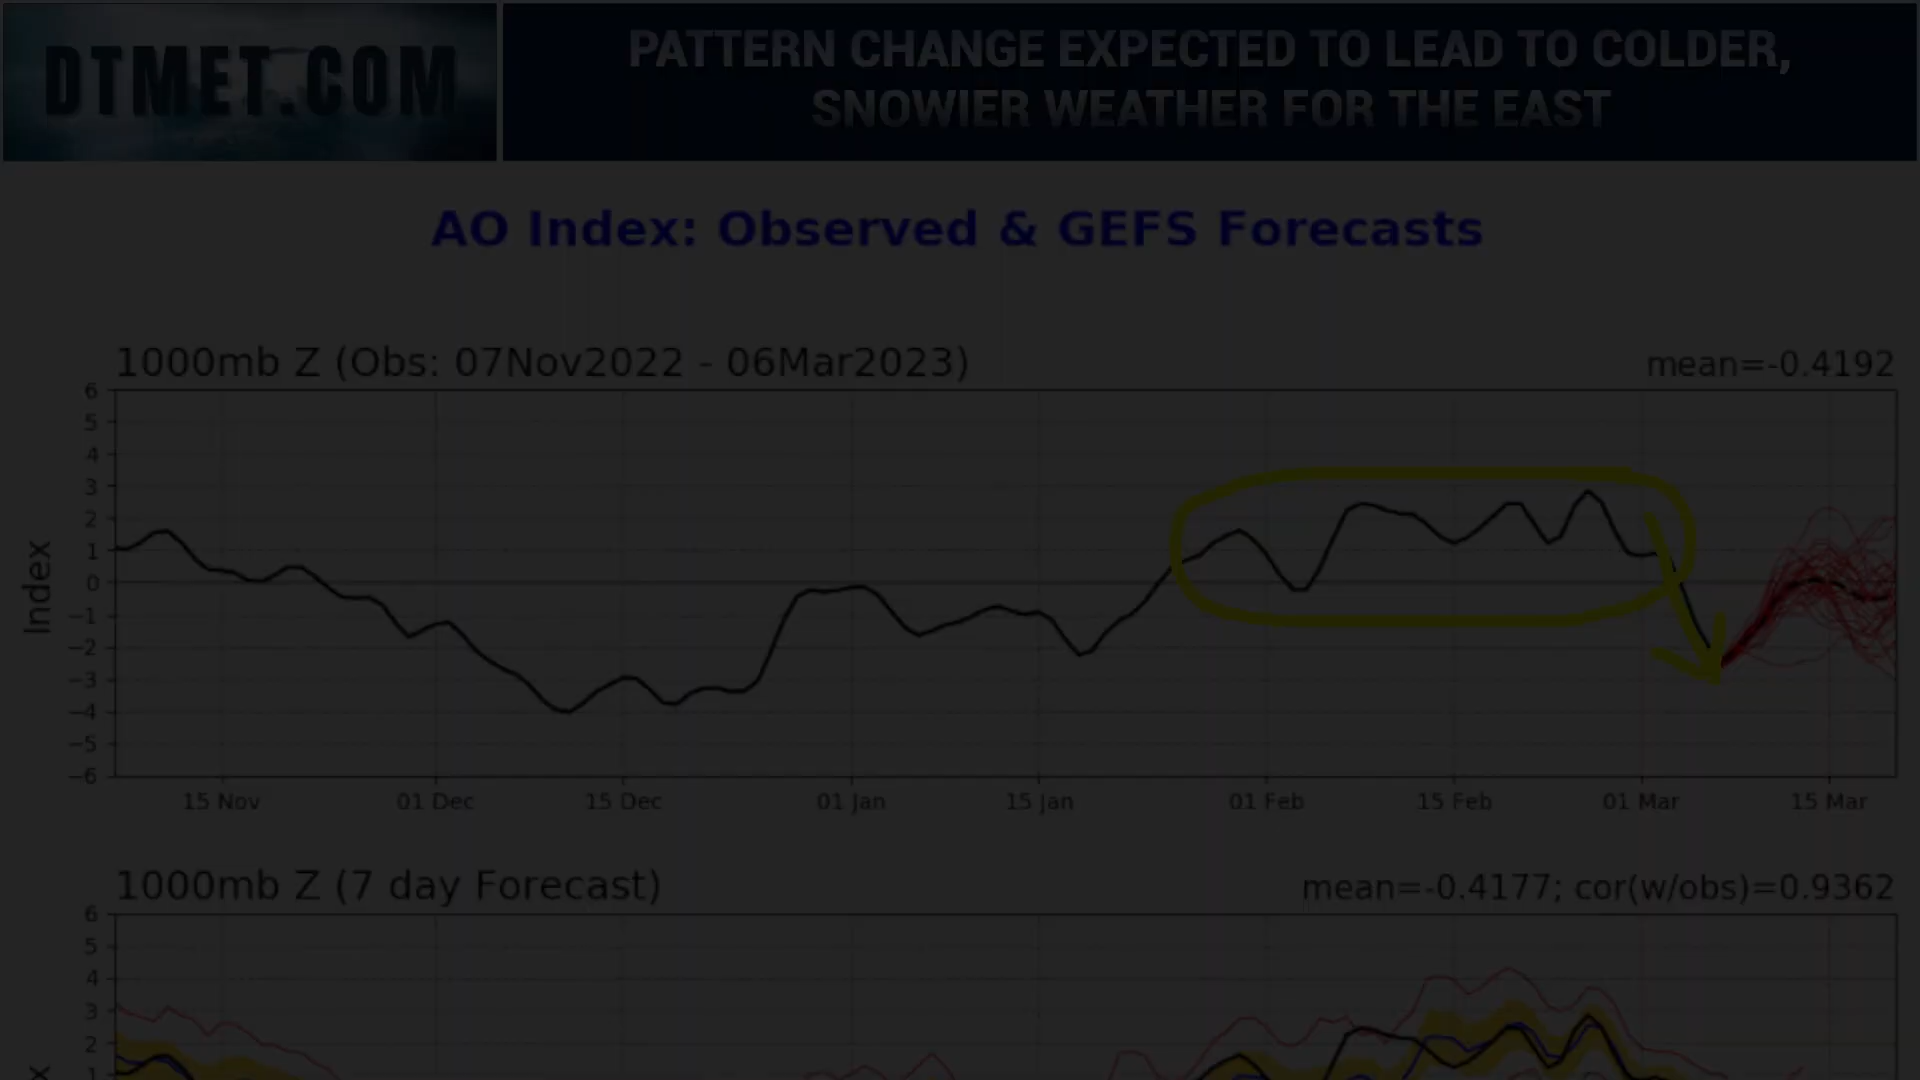 DTMET.COM
PATTERN CHANGE EXPECTED TO LEAD TO COLDER,
SNOWIER WEATHER FOR THE EAST
AO Index: Observed & GEFS Forecasts
1000mb Z (Obs: 07Nov2022 - 06Mar2023)
mean=-0.4192
6
5
4
3
2
1
0
−1
−2
−3
−4
−5
−6
Index
15 Nov 01 Dec 15 Dec 01 Jan 15 Jan 01 Feb 15 Feb 01 Mar 15 Mar
1000mb Z (7 day Forecast)
mean=-0.4177; cor(w/obs)=0.9362
6
5
4
3
2
1